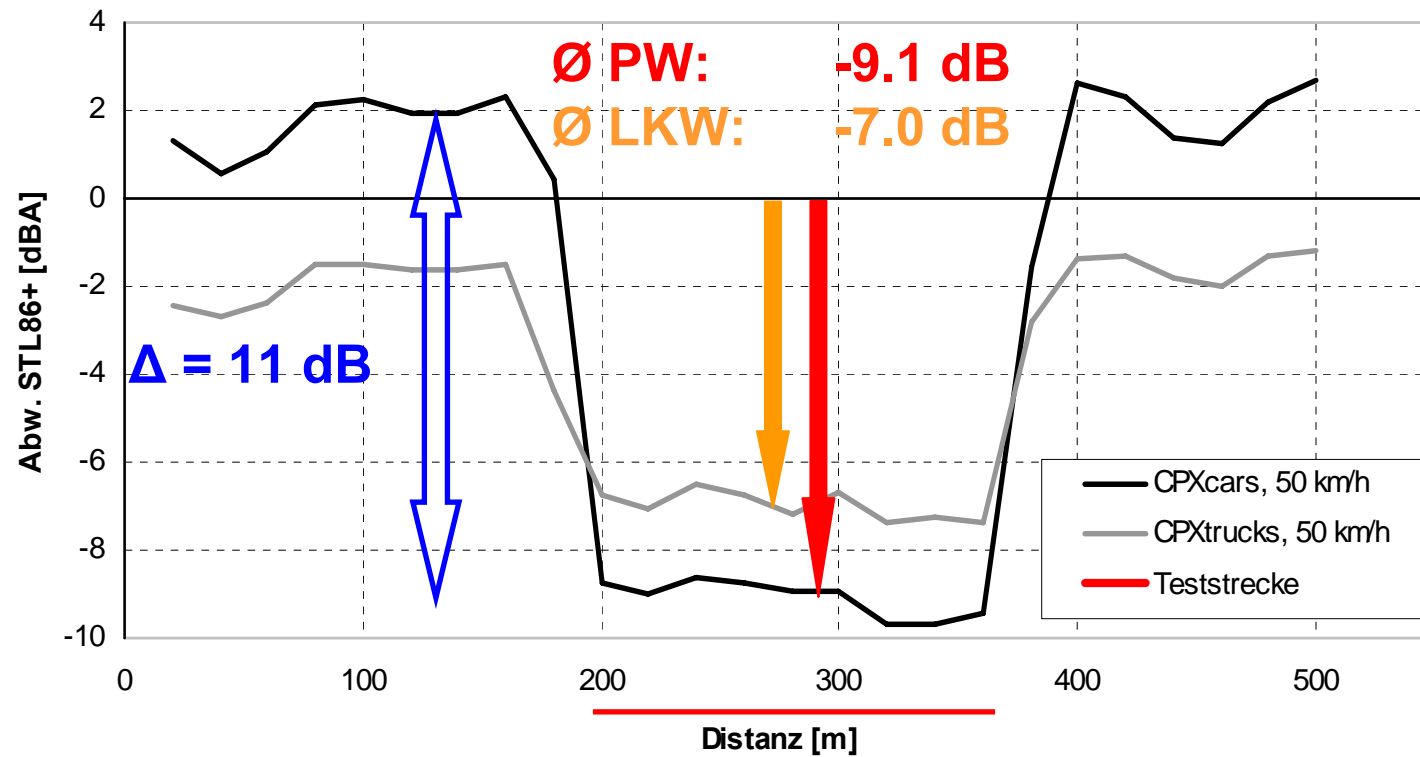 Ø PW: -9.1 dB
Ø LKW: -7.0 dB
Δ = 11 dB
Abw. STL86+ [dBA]
4
2
0
-2
-4
-6
-8
-10
CPXcars, 50 km/h
CPXtrucks, 50 km/h
Teststrecke
0 100 200 300 400 500
Distanz [m]